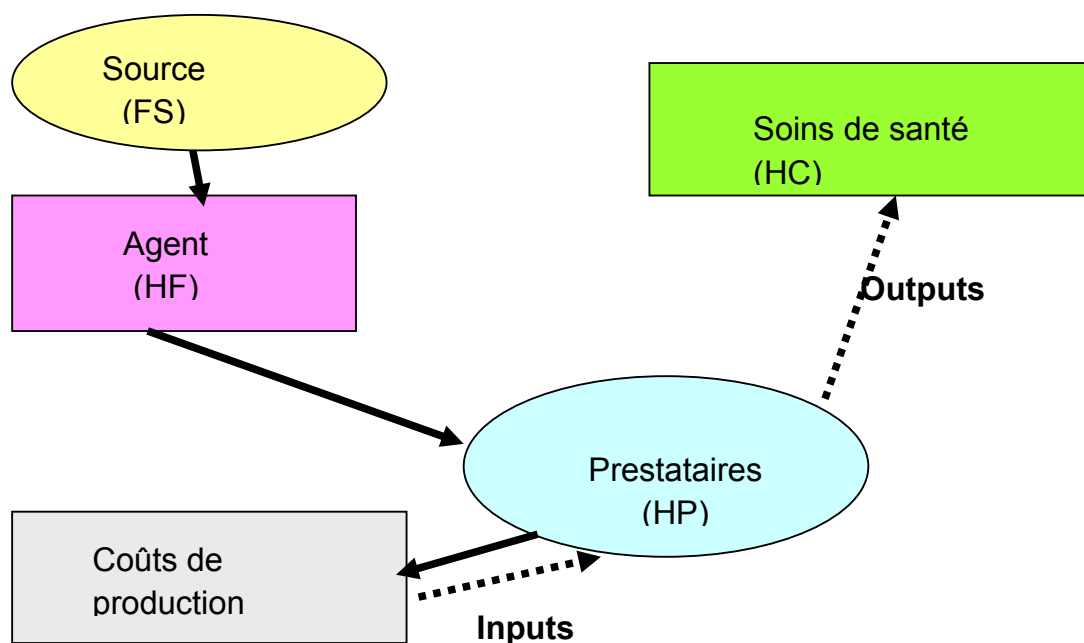 Source
(FS)
Soins de santé
(HC)
Agent
(HF)
Outputs
Prestataires
(HP)
Coûts de
production
Inputs